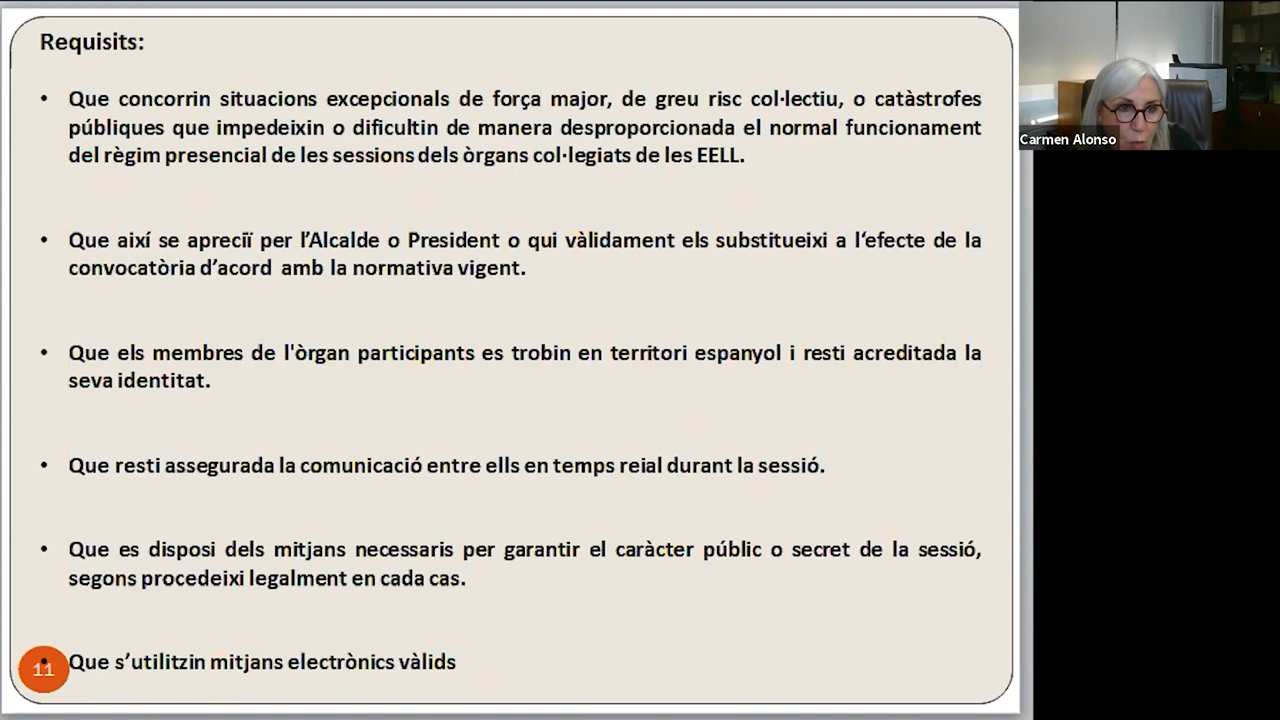 Requisits:
• Que concorrin situacions excepcionals de força major, de greu risc col·lectiu, o catàstrofes
públiques que impedeixin o dificultin de manera desproporcionada el normal funcionament
del règim presencial de les sessions dels òrgans col·legiats de les EELL.
• Que així se apreciï per l’Alcalde o President o qui vàlidament els substitueixi a l‘efecte de la
convocatòria d’acord amb la normativa vigent.
• Que els membres de l'òrgan participants es trobin en territori espanyol i resti acreditada la
seva identitat.
• Que resti assegurada la comunicació entre ells en temps reial durant la sessió.
• Que es disposi dels mitjans necessaris per garantir el caràcter públic o secret de la sessió,
segons procedeixi legalment en cada cas.
• Que s’utilitzin mitjans electrònics vàlids
11
Carmen Alonso